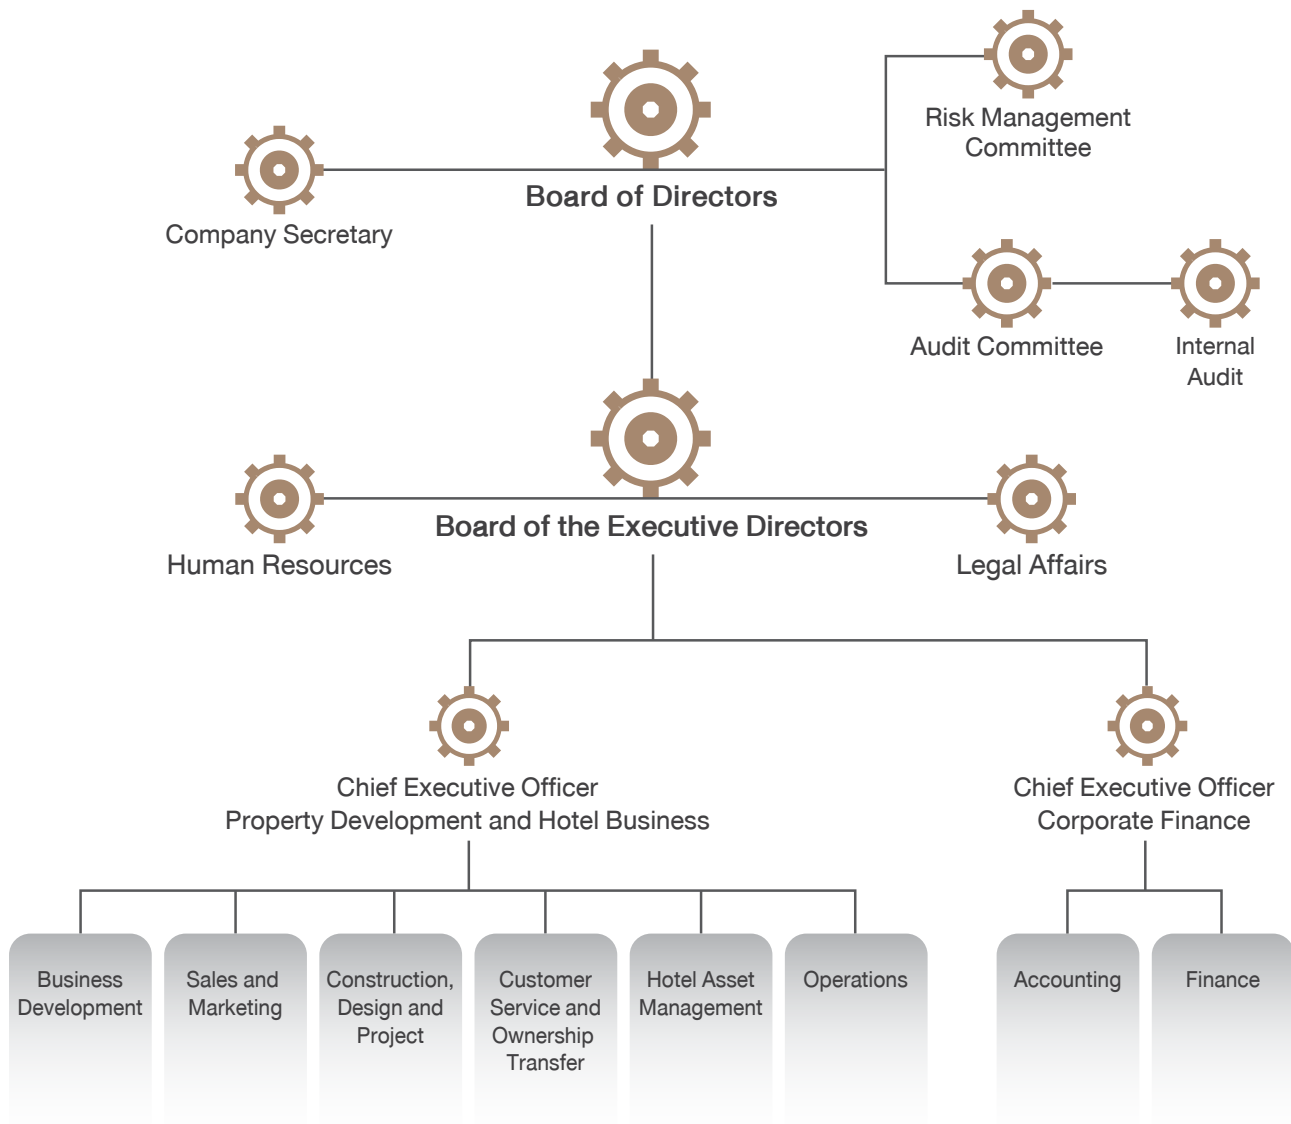 Risk Management
Committee
Board of Directors
Company Secretary
Audit Committee
Internal
Audit
Board of the Executive Directors
Human Resources
Legal Affairs
Chief Executive Officer
Property Development and Hotel Business
Chief Executive Officer
Corporate Finance
Business
Development
Sales and
Marketing
Construction,
Design and
Project
Customer
Service and
Ownership
Transfer
Hotel Asset
Management
Operations
Accounting
Finance